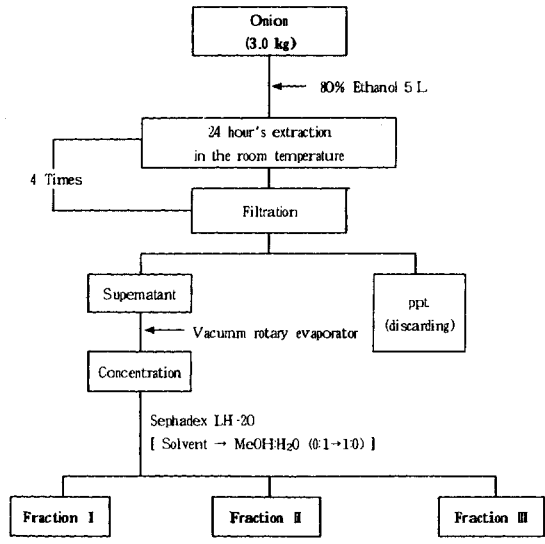 Onion
(3.0 kg)
80% Ethanol 5 L
24 hour's extraction
in the room temperature
4 Times
Filtration
Supernatant
ppt.
(discarding)
Vacumm rotary evaporator
Concentration
Sephadex LH-20
[ Solvent → MeOH:H₂O (0:1→1:0) ]
Fraction Ⅰ
Fraction Ⅱ
Fraction Ⅲ